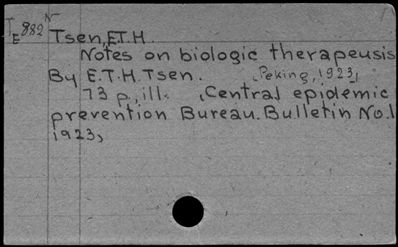 TE 882 N
Tsen, E.T.H.
Notes on biologic therapeusis
By E.T.H. Tsen. Peking, 1923,
73 p., ill. (Central epidemic
prevention Bureau. Bulletin No.1
1923,